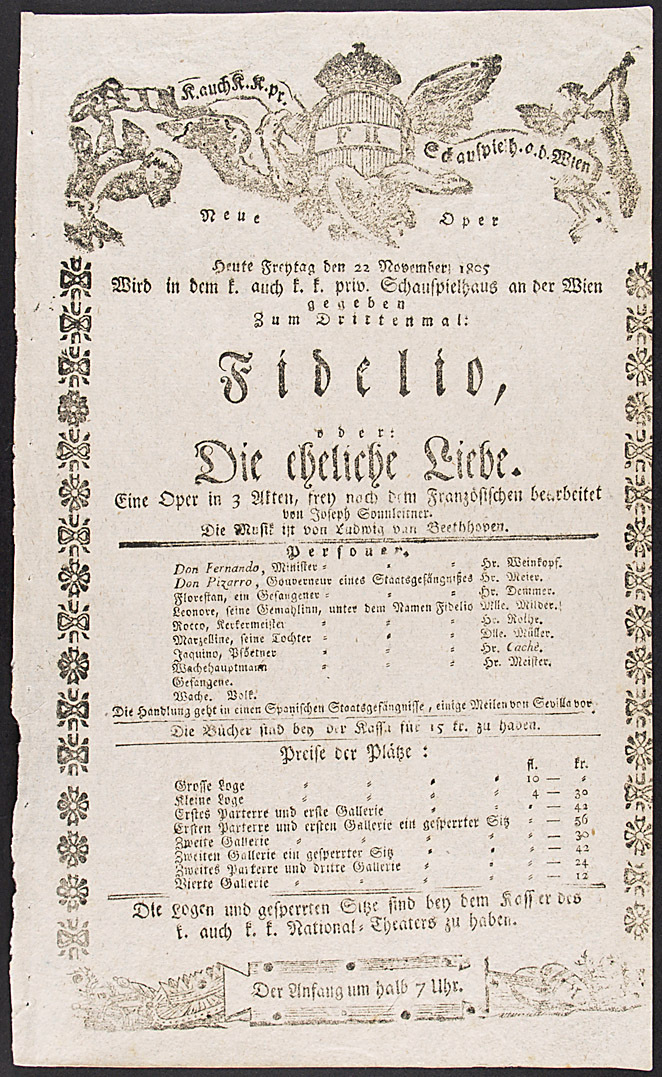 K. auch K. K. pr.
F II
Schauspielh. o. d. Wien
Neue Oper
Heute Freytag den 22 November 1805
Wird in dem k. auch k. k. priv. Schauspielhaus an der Wien
gegeben
Zum Drittenmal:
Fidelio,
oder:
Die eheliche Liebe.
Eine Oper in 3 Akten, frey nach dem Französischen bearbeitet
von Joseph Sonnleitner.
Die Musik ist von Ludwig van Beethhoven.
Personen.
Don Fernando, Minister = = = Hr. Weinkopf.
Don Pizarro, Gouverneur eines Staatsgefängnißes Hr. Meier.
Florestan, ein Gefangener = = = Hr. Demmer.
Leonore, seine Gemahlinn, unter dem Namen Fidelio Mlle. Milder.
Rocco, Kerkermeister = = = Hr. Rothe.
Marzelline, seine Tochter = = = Dlle. Müller.
Jaquino, Pförtner = = = Hr. Caché.
Wachehauptmann = = = Hr. Meister.
Gefangene.
Wache. Volk.
Die Handlung geht in einen Spanischen Staatsgefängnisse, einige Meilen von Sevilla vor.
Die Bücher sind bey der Kassa für 15 kr. zu haben.
Preise der Plätze:
fl. kr.
Grosse Loge = = = = 10 — =
Kleine Loge = = = = 4 — 30
Erstes Parterre und erste Gallerie = = = — 42
Ersten Parterre und ersten Gallerie ein gesperrter Sitz = = — 56
Zweite Gallerie = = = = = — 30
Zweiten Gallerie ein gesperrter Sitz = = = — 42
Zweites Parterre und dritte Gallerie = = = — 24
Vierte Gallerie = = = = = — 12
Die Logen und gesperrten Sitze sind bey dem Kassier des
k. auch k. k. National-Theaters zu haben.
Der Anfang um halb 7 Uhr.